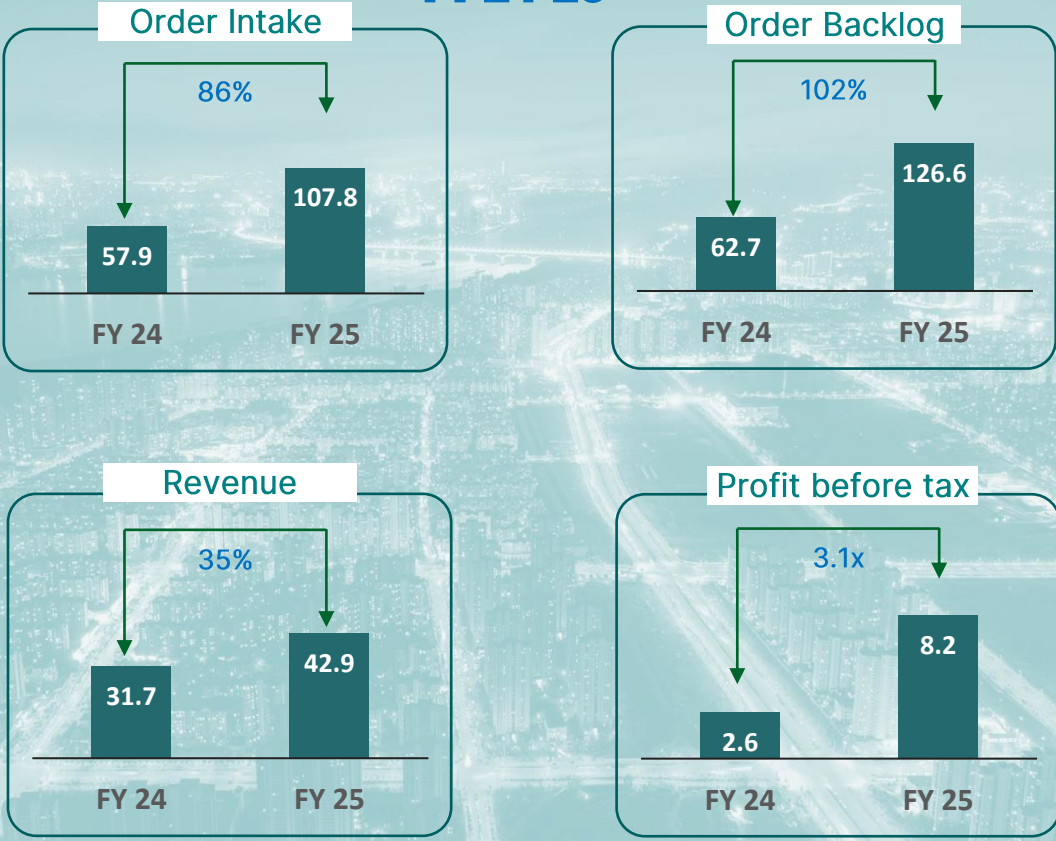 Order Intake
86%
57.9
107.8
FY 24 FY 25
Order Backlog
102%
62.7
126.6
FY 24 FY 25
Revenue
35%
31.7
42.9
FY 24 FY 25
Profit before tax
3.1x
2.6
8.2
FY 24 FY 25